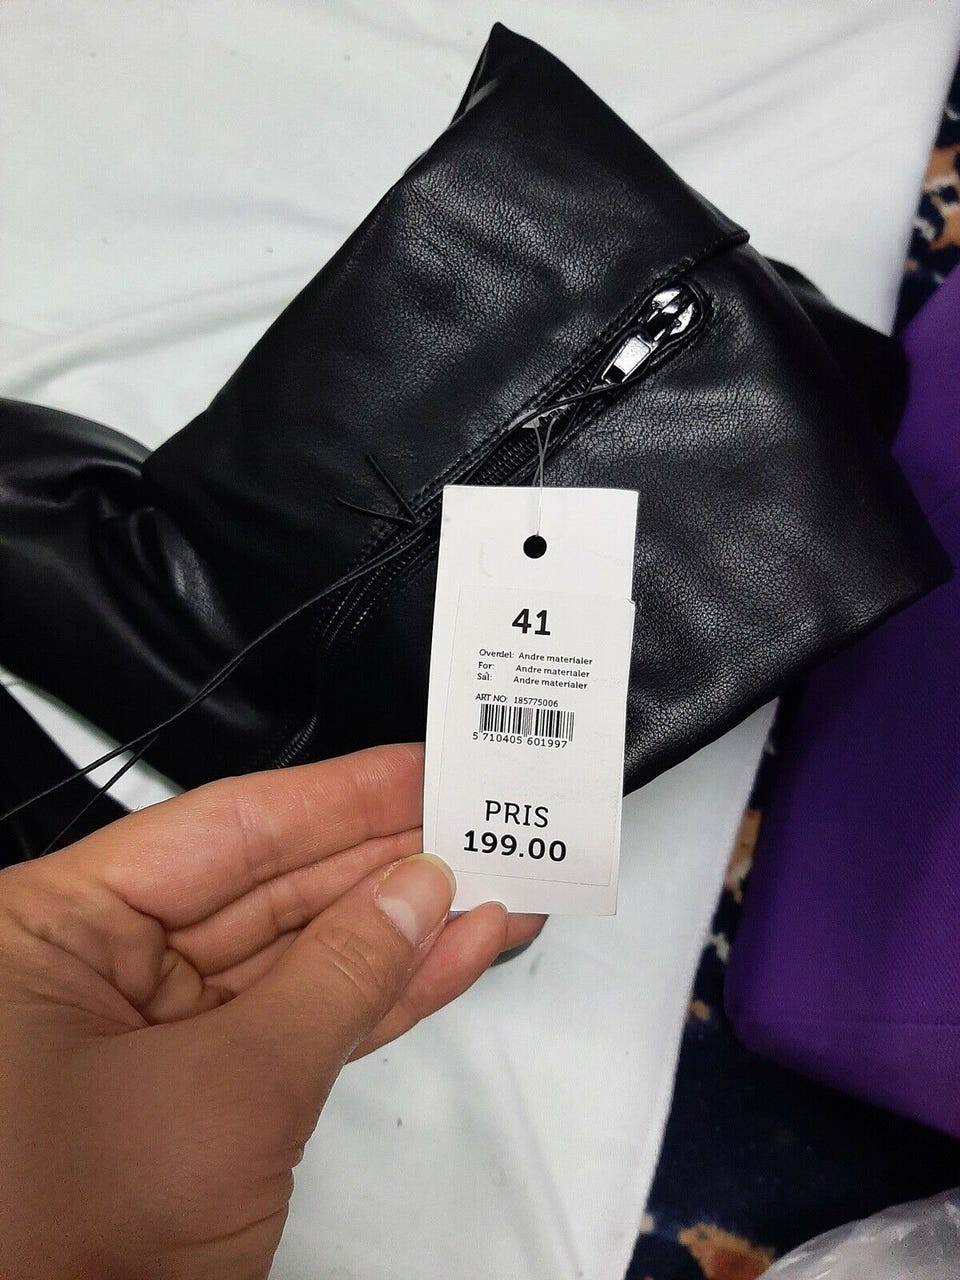 41
Overdel: Andre materialer
For: Andre materialer
Sål: Andre materialer
ART NO: 185775006
5 710405 601997
PRIS
199.00